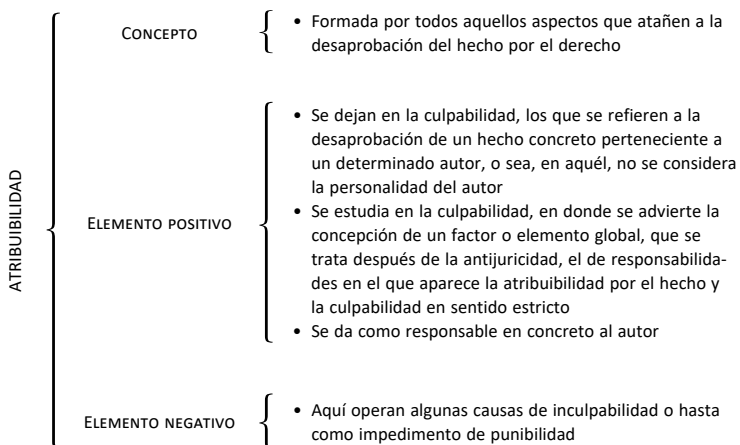 ATRIBUIBILIDAD
CONCEPTO
• Formada por todos aquellos aspectos que atañen a la
desaprobación del hecho por el derecho
ELEMENTO POSITIVO
• Se dejan en la culpabilidad, los que se refieren a la
desaprobación de un hecho concreto perteneciente a
un determinado autor, o sea, en aquél, no se considera
la personalidad del autor
• Se estudia en la culpabilidad, en donde se advierte la
concepción de un factor o elemento global, que se
trata después de la antijuricidad, el de responsabilida-
des en el que aparece la atribuibilidad por el hecho y
la culpabilidad en sentido estricto
• Se da como responsable en concreto al autor
ELEMENTO NEGATIVO
• Aquí operan algunas causas de inculpabilidad o hasta
como impedimento de punibilidad